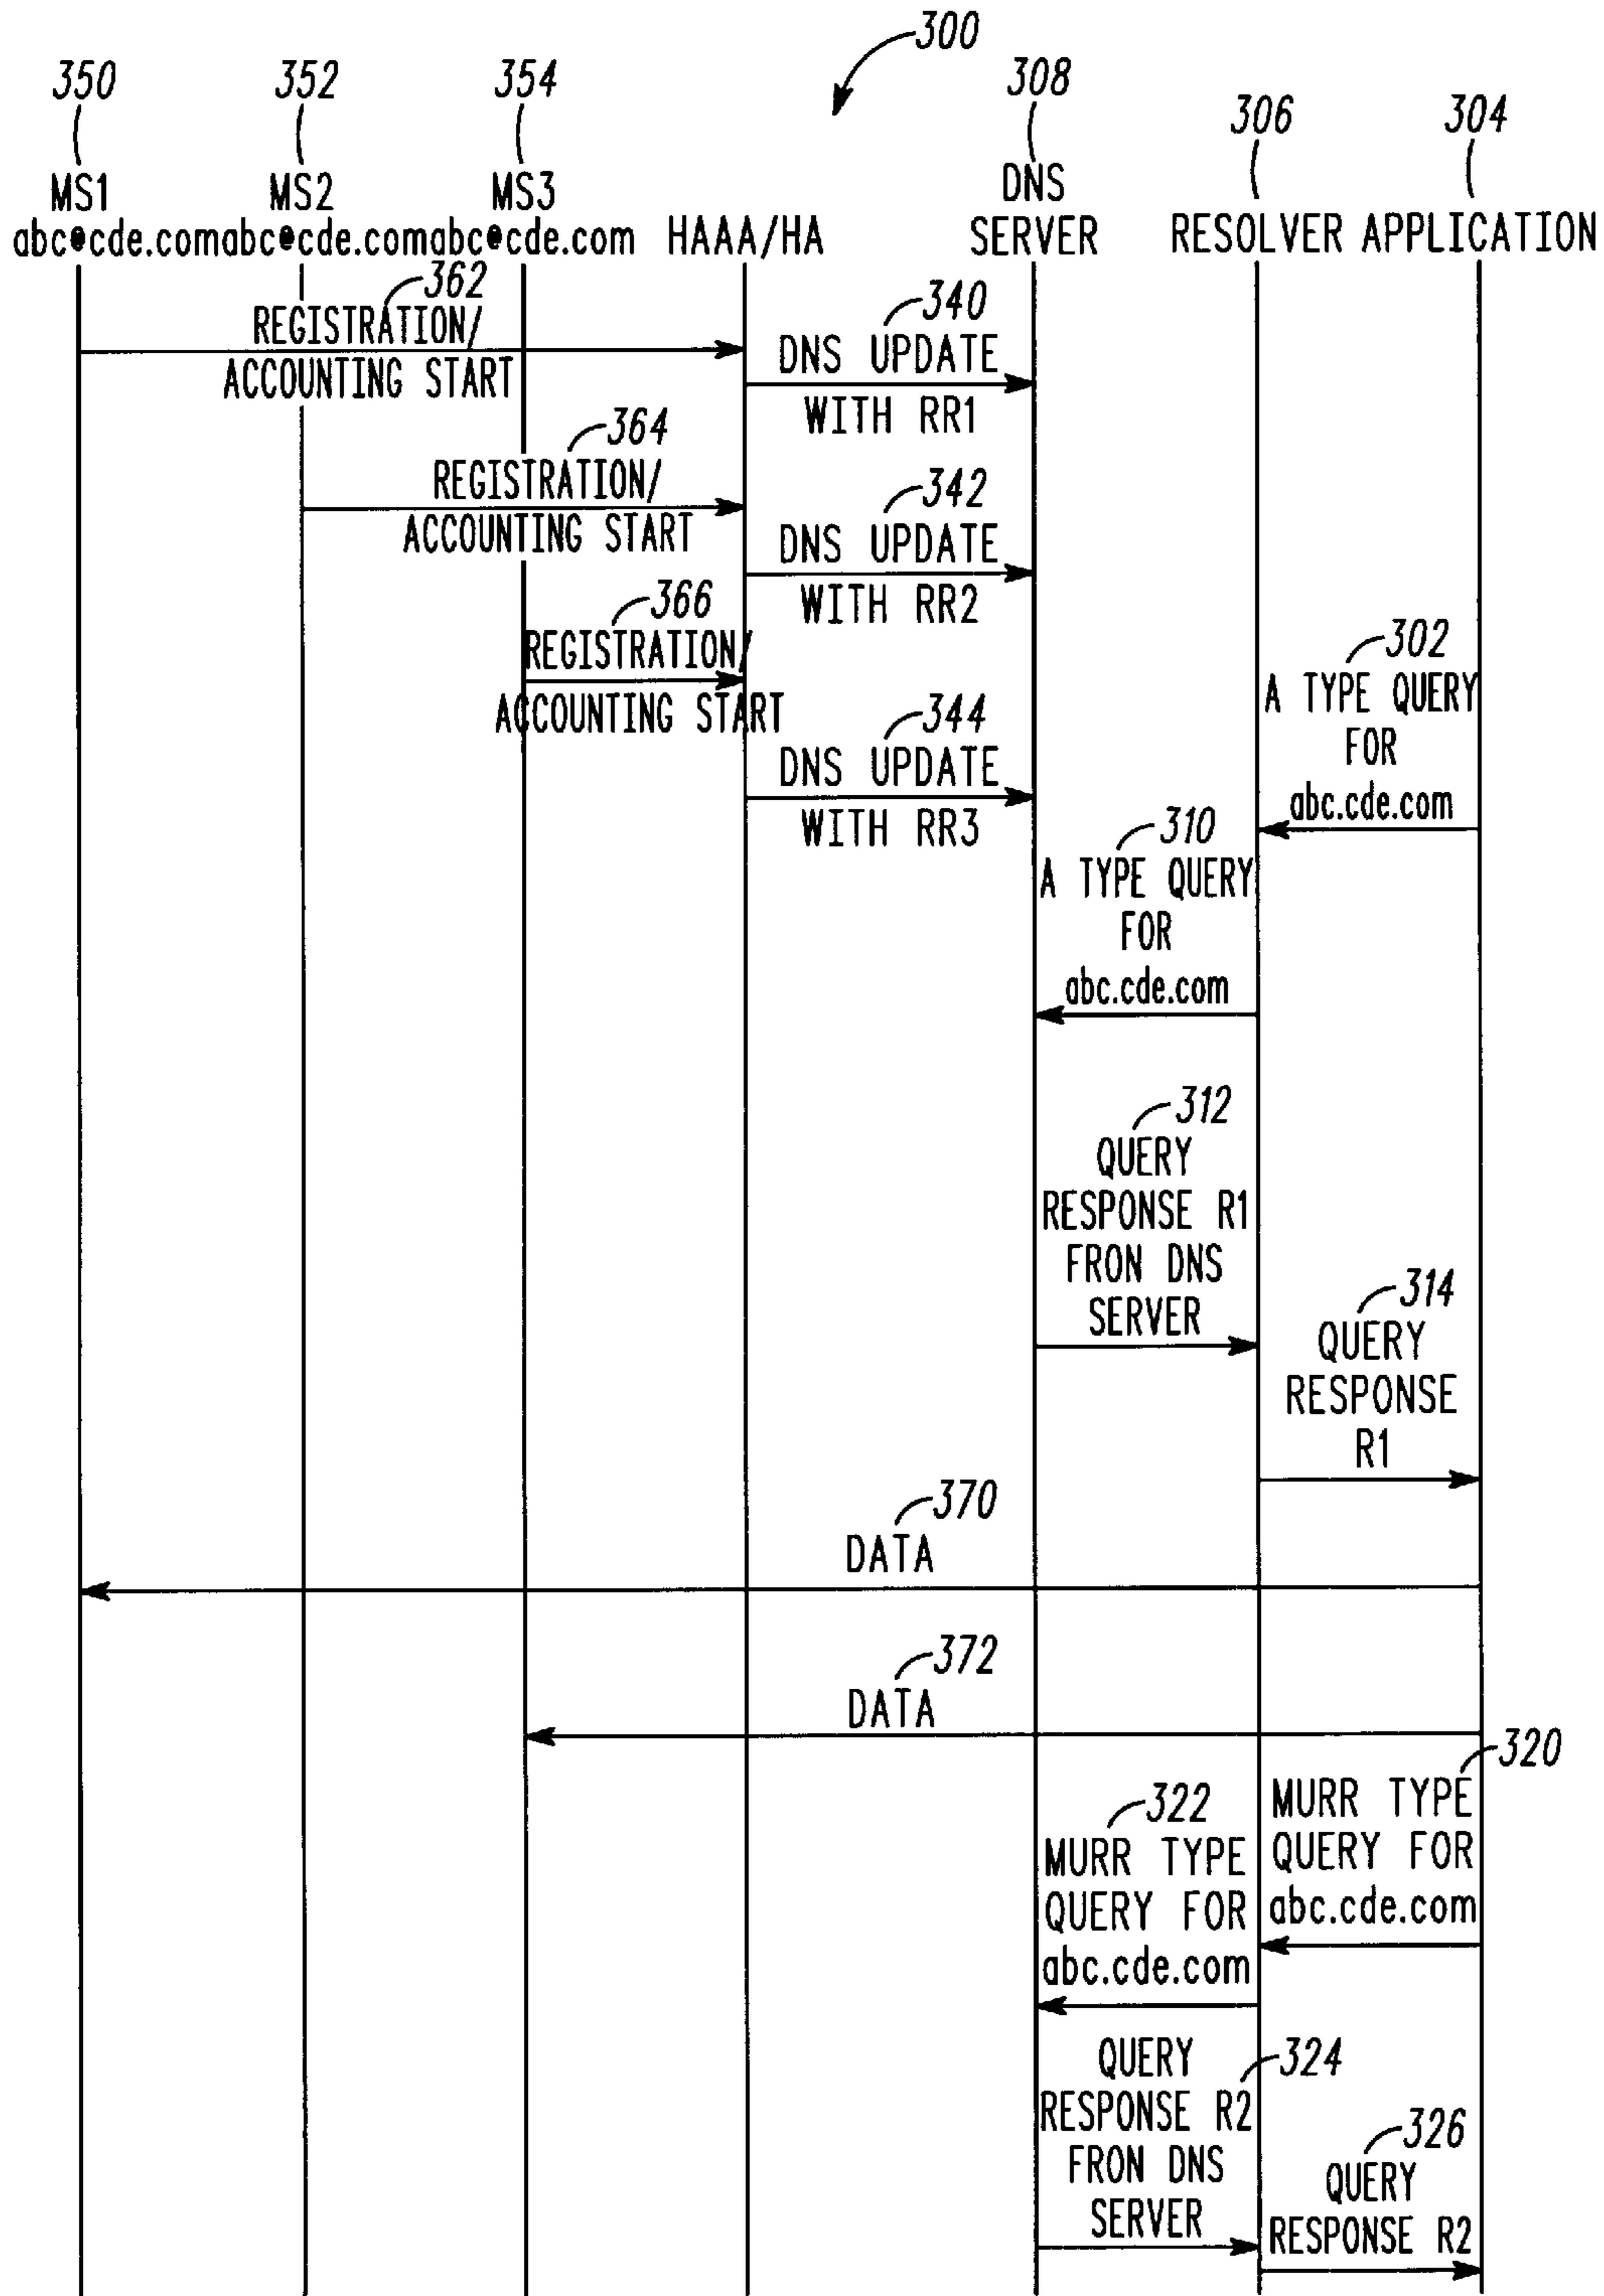 300
350
352
354
308
306
304
MS1
MS2
MS3
DNS
abc@cde.comabc@cde.comabc@cde.com HAAA/HA
SERVER
RESOLVER APPLICATION
362
REGISTRATION/
ACCOUNTING START
340
DNS UPDATE
WITH RR1
364
REGISTRATION/
ACCOUNTING START
342
DNS UPDATE
WITH RR2
366
REGISTRATION/
ACCOUNTING START
344
DNS UPDATE
WITH RR3
302
A TYPE QUERY
FOR
abc.cde.com
310
A TYPE QUERY
FOR
abc.cde.com
312
QUERY
RESPONSE R1
FRON DNS
SERVER
314
QUERY
RESPONSE
R1
370
DATA
372
DATA
320
MURR TYPE
QUERY FOR
abc.cde.com
322
MURR TYPE
QUERY FOR
abc.cde.com
324
QUERY
RESPONSE R2
FRON DNS
SERVER
326
QUERY
RESPONSE R2